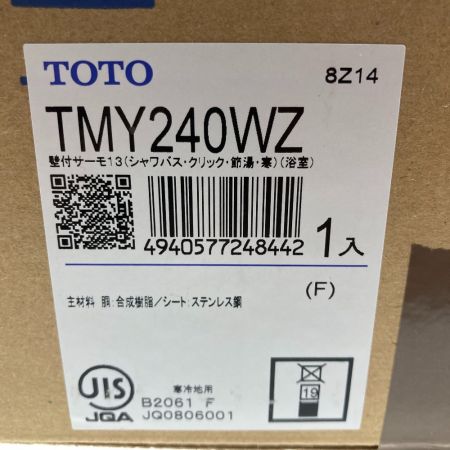 TOTO
8Z14
TMY240WZ
壁付サーモ13(シャワバス・クリック・節湯・寒)(浴室)
4940577248442
1入
(F)
主材料 胴:合成樹脂/シート:ステンレス鋼
JIS
JQA
寒冷地用
B2061 F
JQ0806001
19